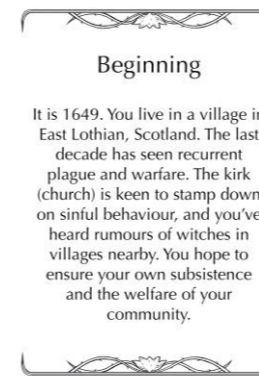 Beginning
It is 1649. You live in a village in
East Lothian, Scotland. The last
decade has seen recurrent
plague and warfare. The kirk
(church) is keen to stamp down
on sinful behaviour, and you've
heard rumours of witches in
villages nearby. You hope to
ensure your own subsistence
and the welfare of your
community.